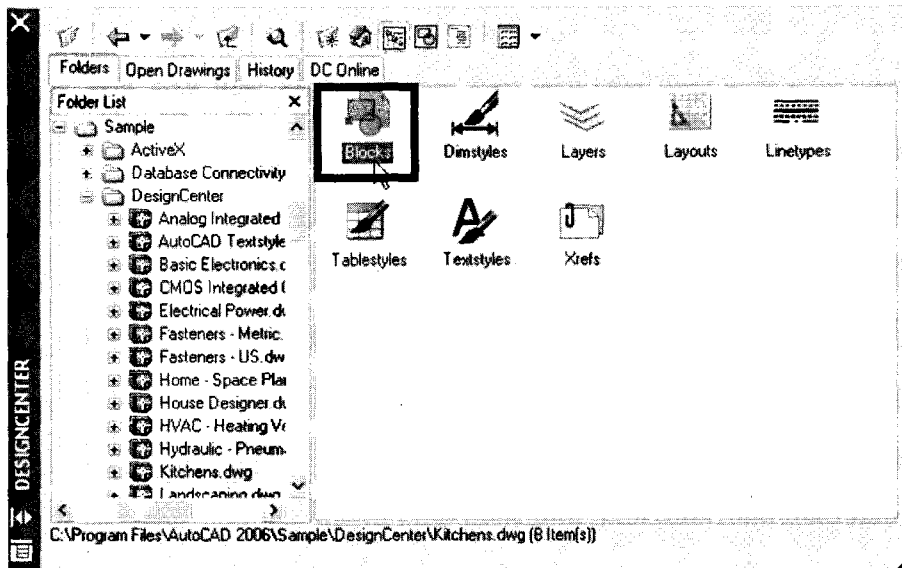 Folders Open Drawings History DC Online
Folder List
Sample
ActiveX
Database Connectivity
DesignCenter
Analog Integrated
AutoCAD Textstyle
Basic Electronics.c
CMOS Integrated
Electrical Power.
Fasteners - Metric.
Fasteners - US.dw
Home - Space Plan
House Designer.
HVAC - Heating
Hydraulic - Pneum
Kitchens.dwg
Landscaping.dwg
Blocks Dimstyles Layers Layouts Linetypes
Tablestyles Textstyles Xrefs
DESIGNCENTER
C:\Program Files\AutoCAD 2006\Sample\DesignCenter\Kitchens.dwg (8 Item(s))